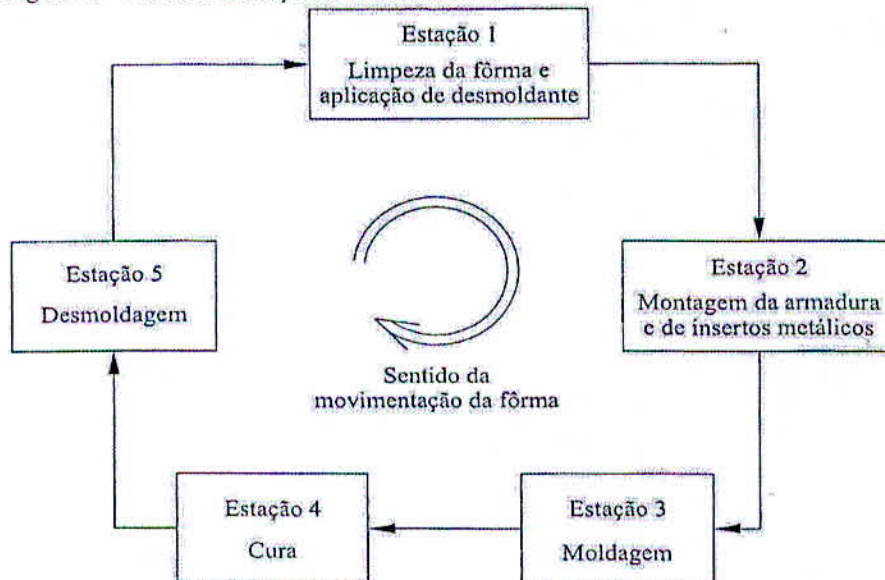 Estação 1
Limpeza da fôrma e
aplicação de desmoldante
Estação 5
Desmoldagem
Estação 2
Montagem da armadura
e de insertos metálicos
Sentido da
movimentação da fôrma
Estação 4
Cura
Estação 3
Moldagem